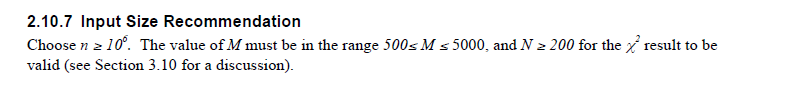 2.10.7 Input Size Recommendation
Choose n ≥ 10⁶. The value of M must be in the range 500≤ M ≤ 5000, and N ≥ 200 for the χ² result to be
valid (see Section 3.10 for a discussion).